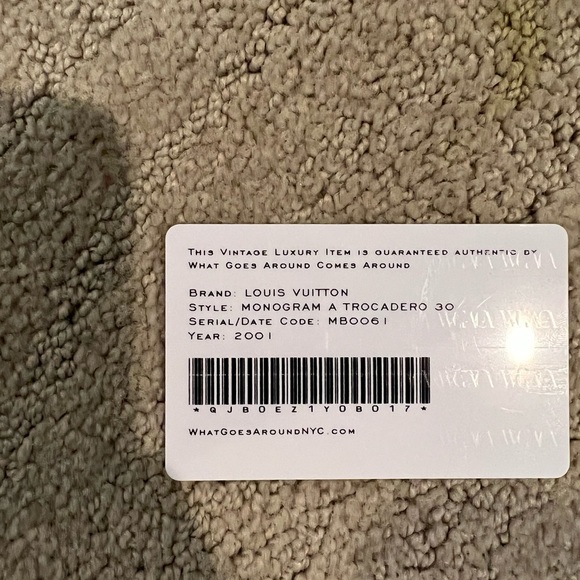 This Vintage Luxury Item is guaranteed authentic by
What Goes Around Comes Around
Brand: LOUIS VUITTON
Style: MONOGRAM A TROCADERO 30
Serial/Date Code: MB0061
Year: 2001
*QJB0EZ1Y0B017*
WhatGoesAroundNYC.com